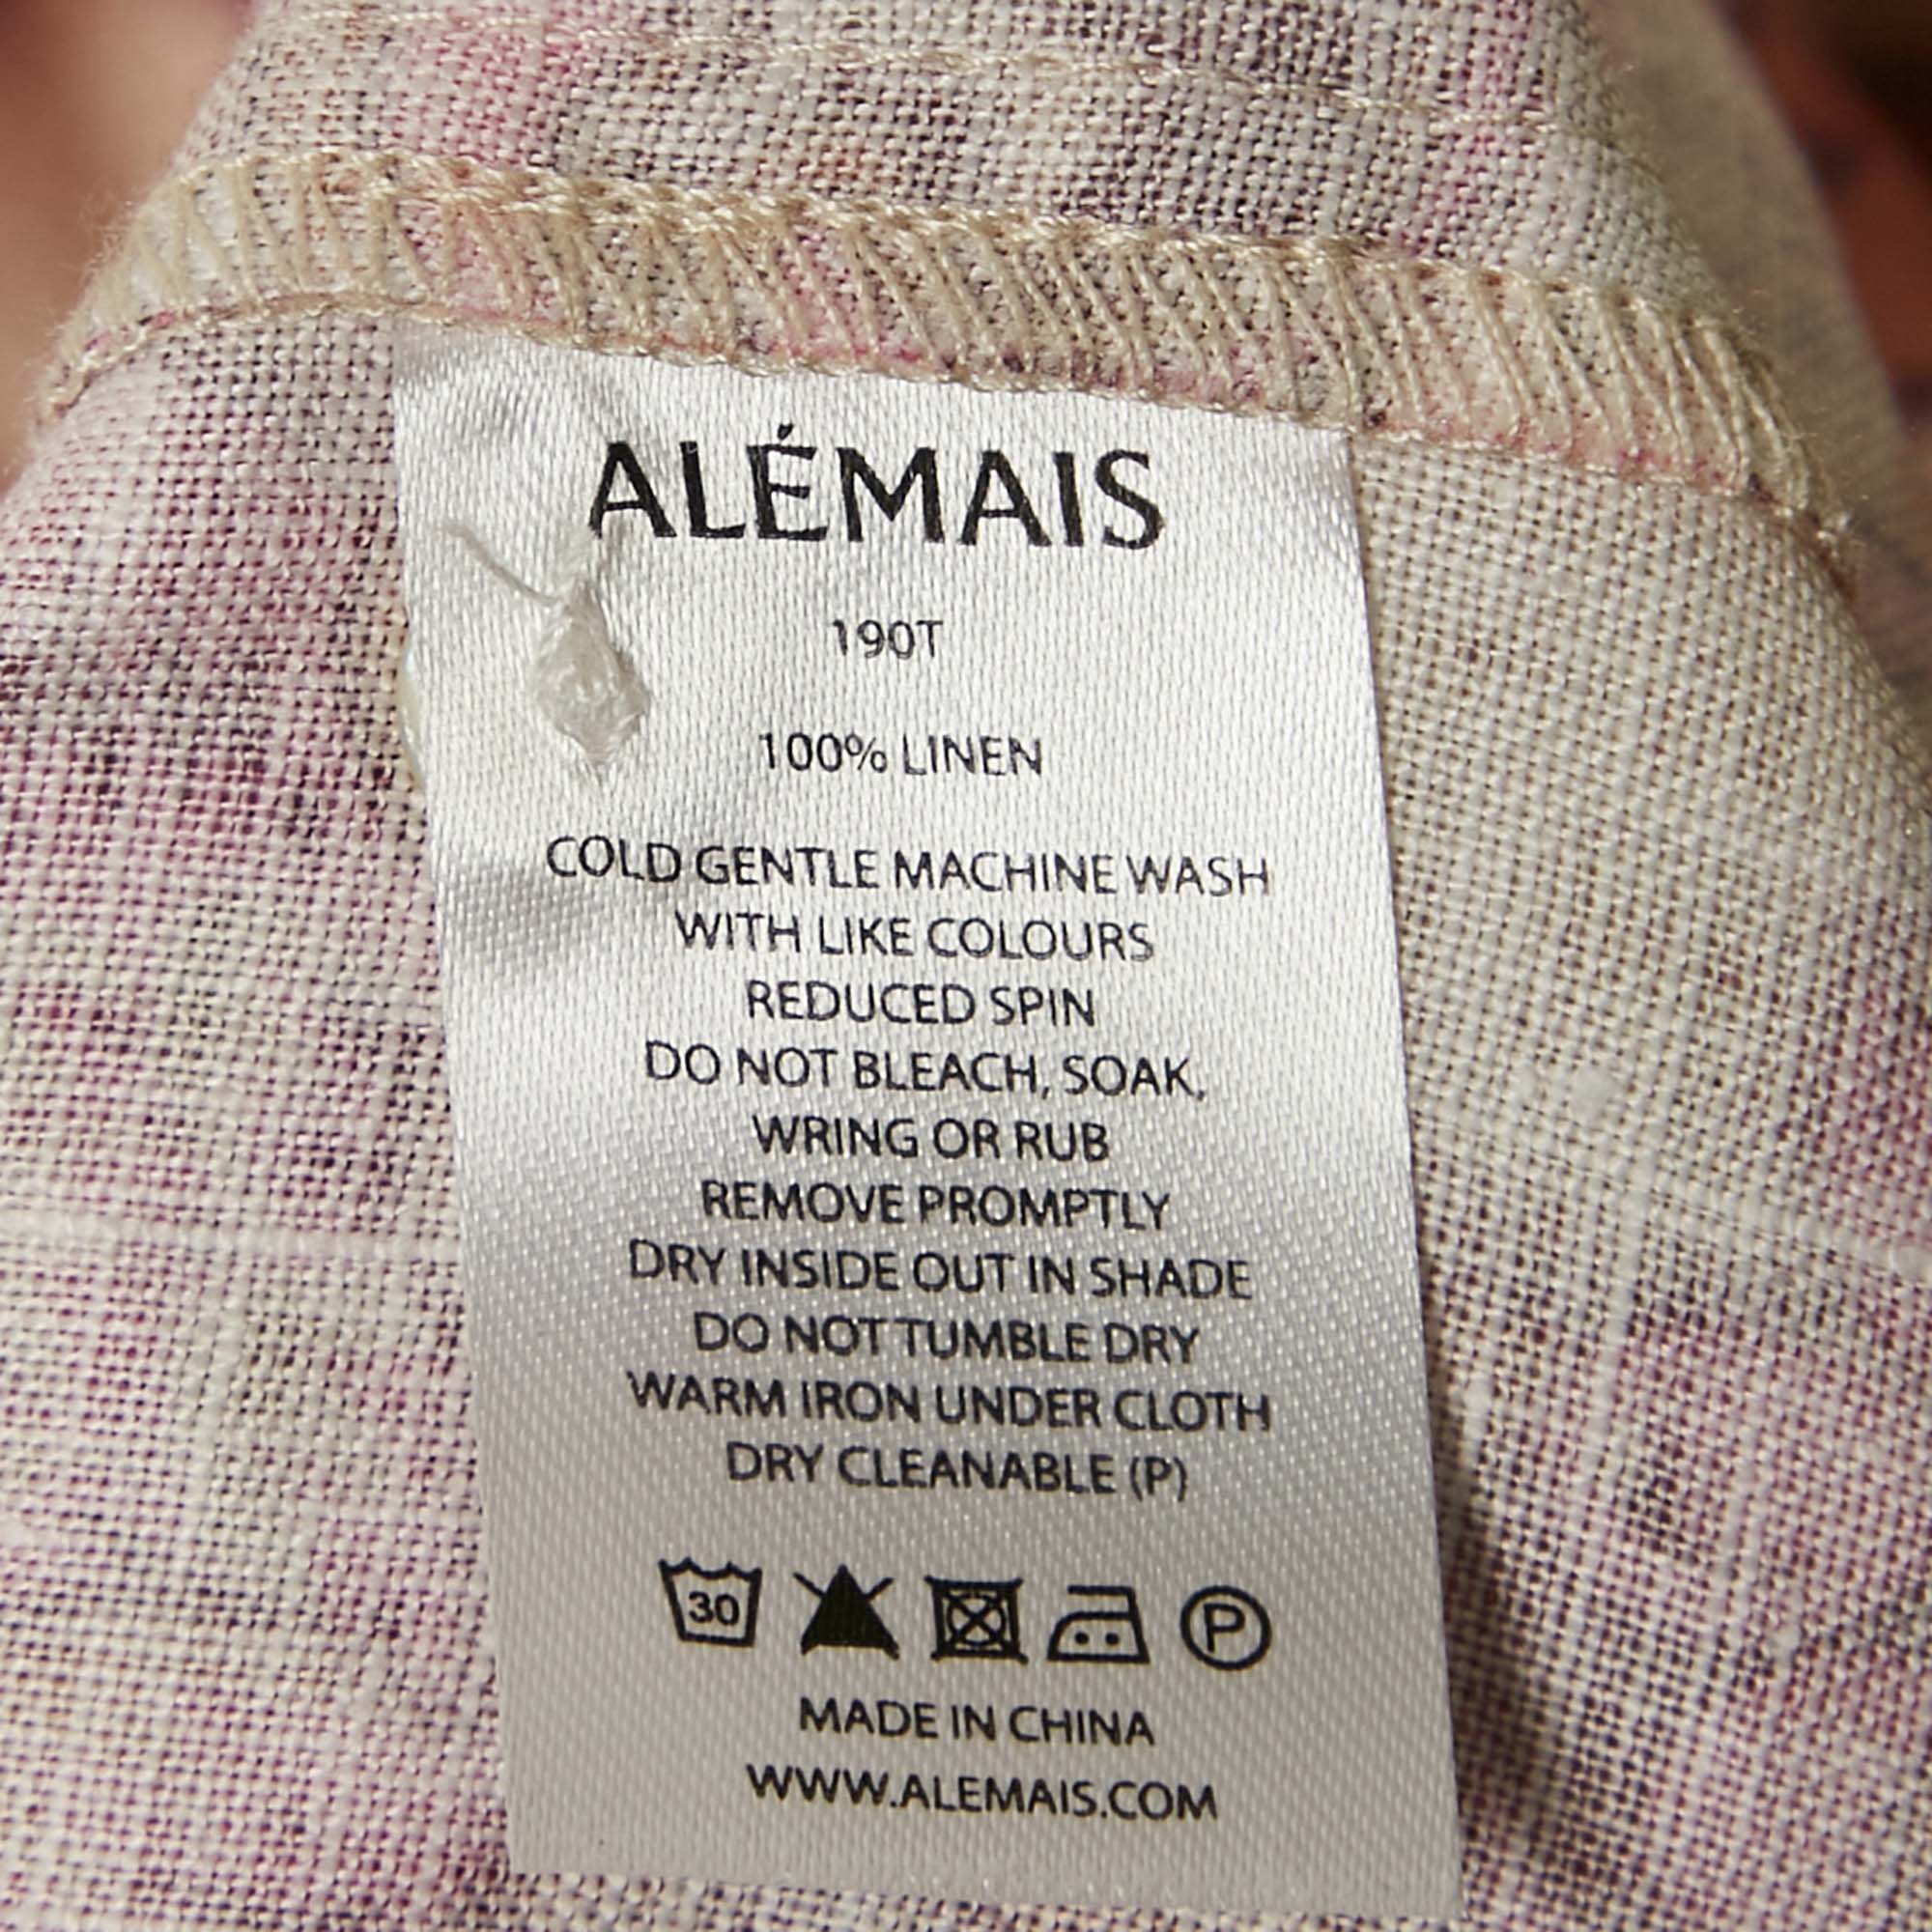 ALÉMAIS
190T
100% LINEN
COLD GENTLE MACHINE WASH
WITH LIKE COLOURS
REDUCED SPIN
DO NOT BLEACH, SOAK,
WRING OR RUB
REMOVE PROMPTLY
DRY INSIDE OUT IN SHADE
DO NOT TUMBLE DRY
WARM IRON UNDER CLOTH
DRY CLEANABLE (P)
30 P
MADE IN CHINA
WWW.ALEMAIS.COM